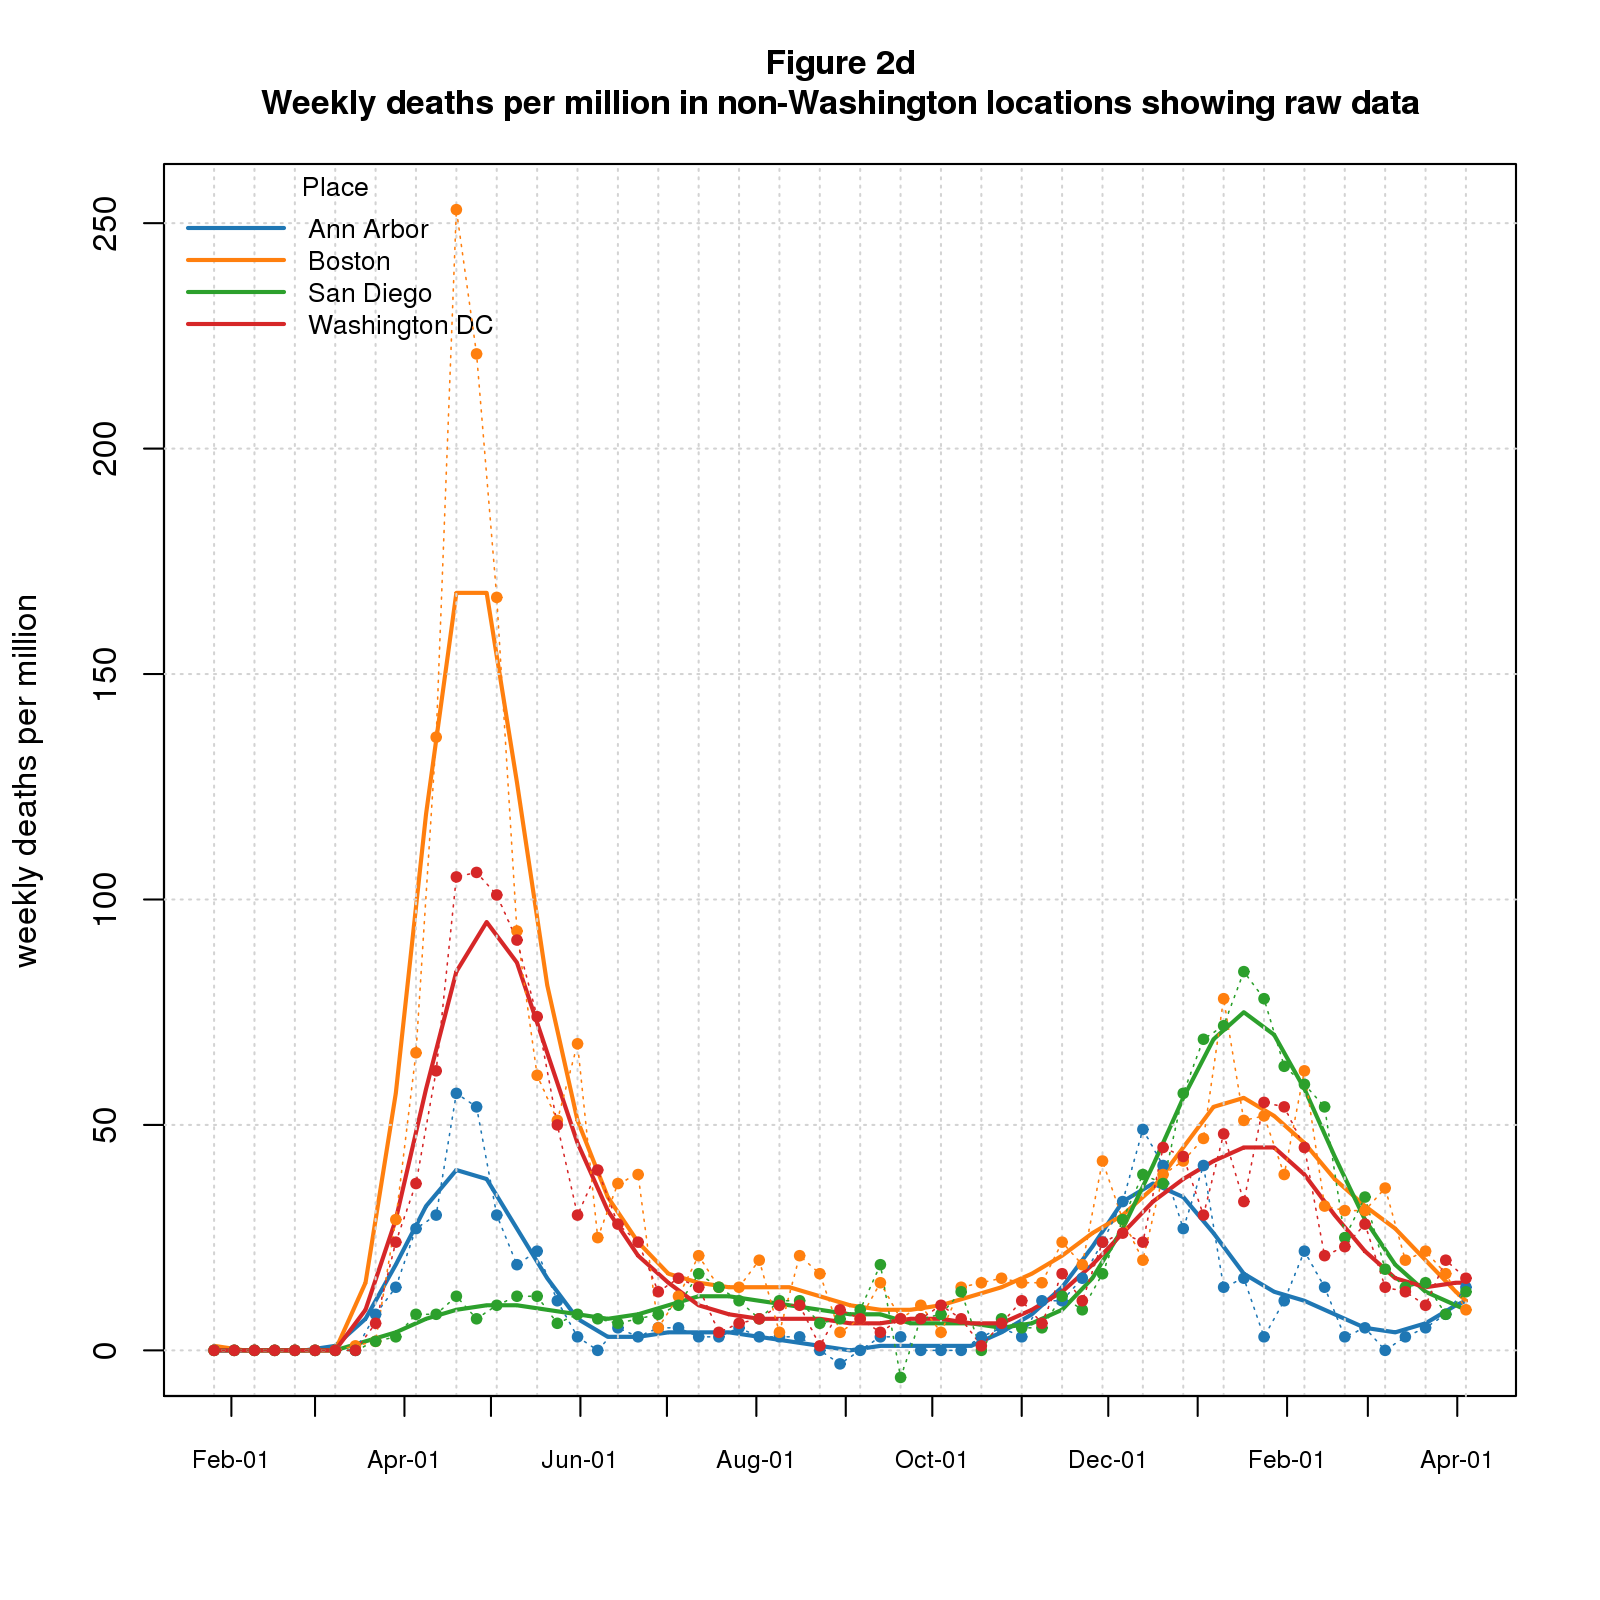 Figure 2d
Weekly deaths per million in non-Washington locations showing raw data
Place
Ann Arbor
Boston
San Diego
Washington DC
weekly deaths per million
250
200
150
100
50
0
Feb-01 Apr-01 Jun-01 Aug-01 Oct-01 Dec-01 Feb-01 Apr-01